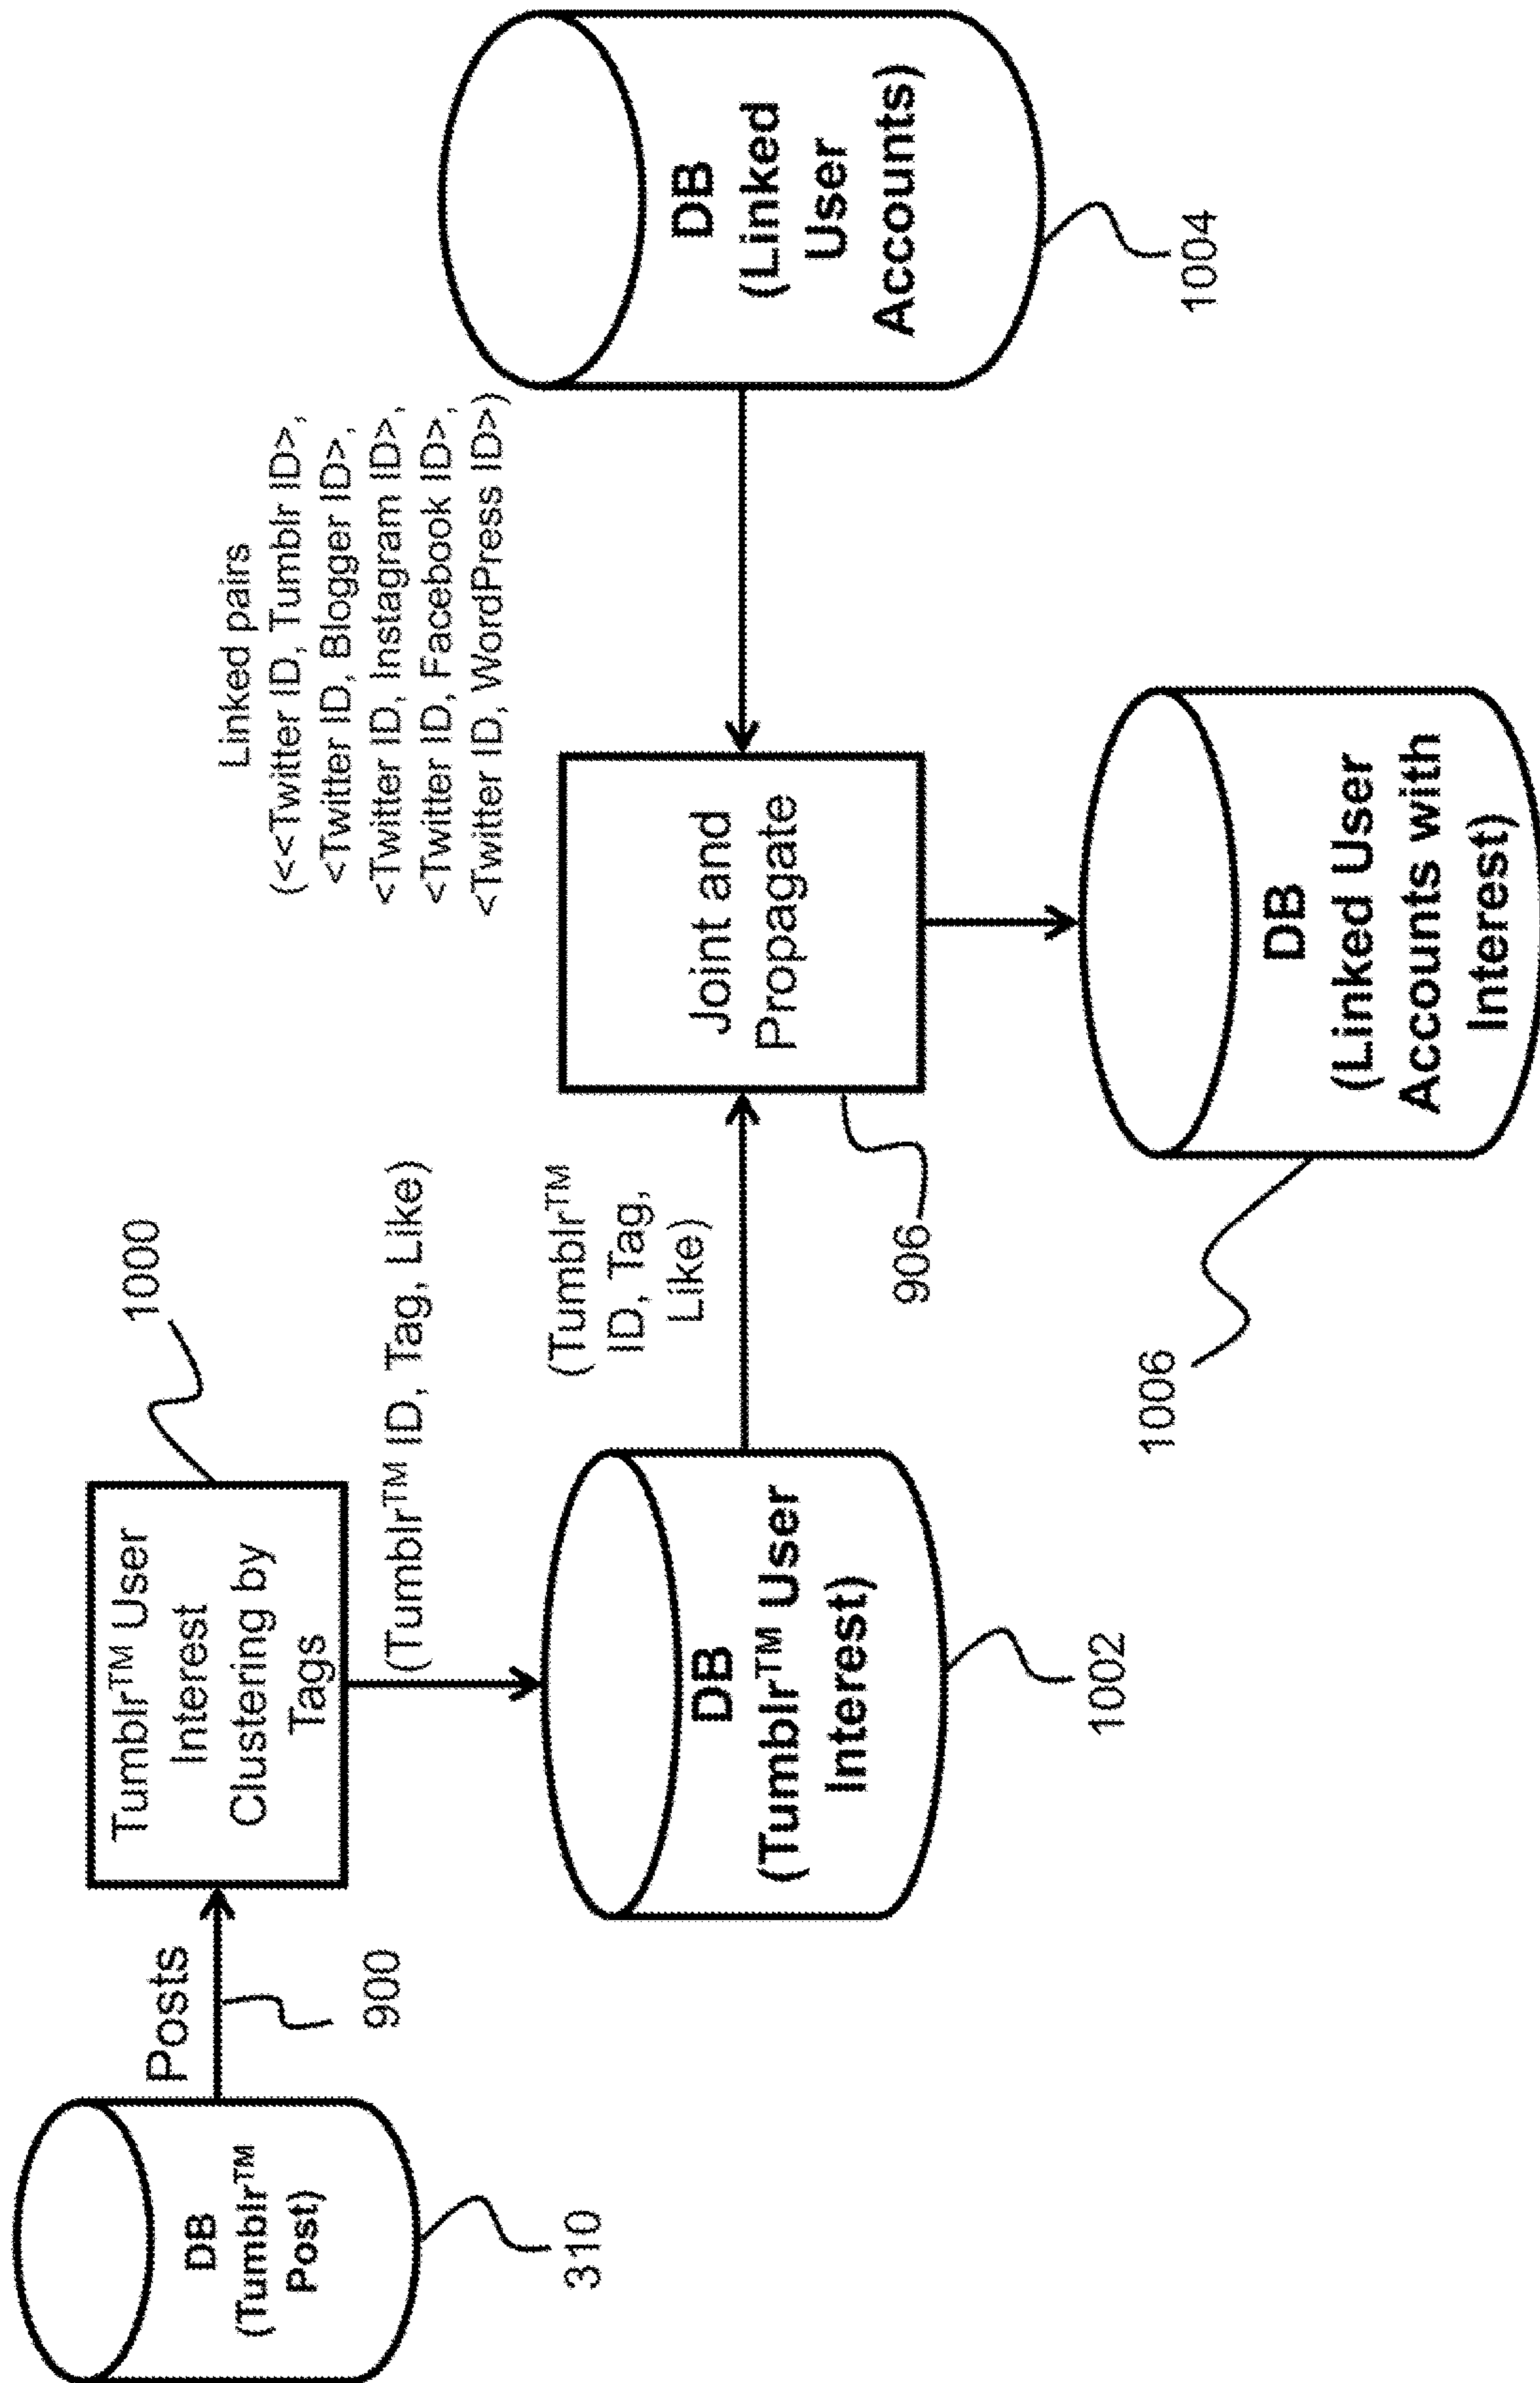 DB
(Tumblr™
Post)
310
Posts
900
Tumblr™ User
Interest
Clustering by
Tags
1000
(Tumblr™ ID, Tag, Like)
DB
(Tumblr™ User
Interest)
1002
(Tumblr™
ID, Tag,
Like)
Joint and
Propagate
906
Linked pairs
(<<Twitter ID, Tumblr ID>,
<Twitter ID, Blogger ID>,
<Twitter ID, Instagram ID>,
<Twitter ID, Facebook ID>,
<Twitter ID, WordPress ID>)
DB
(Linked
User
Accounts)
1004
DB
(Linked User
Accounts with
Interest)
1006